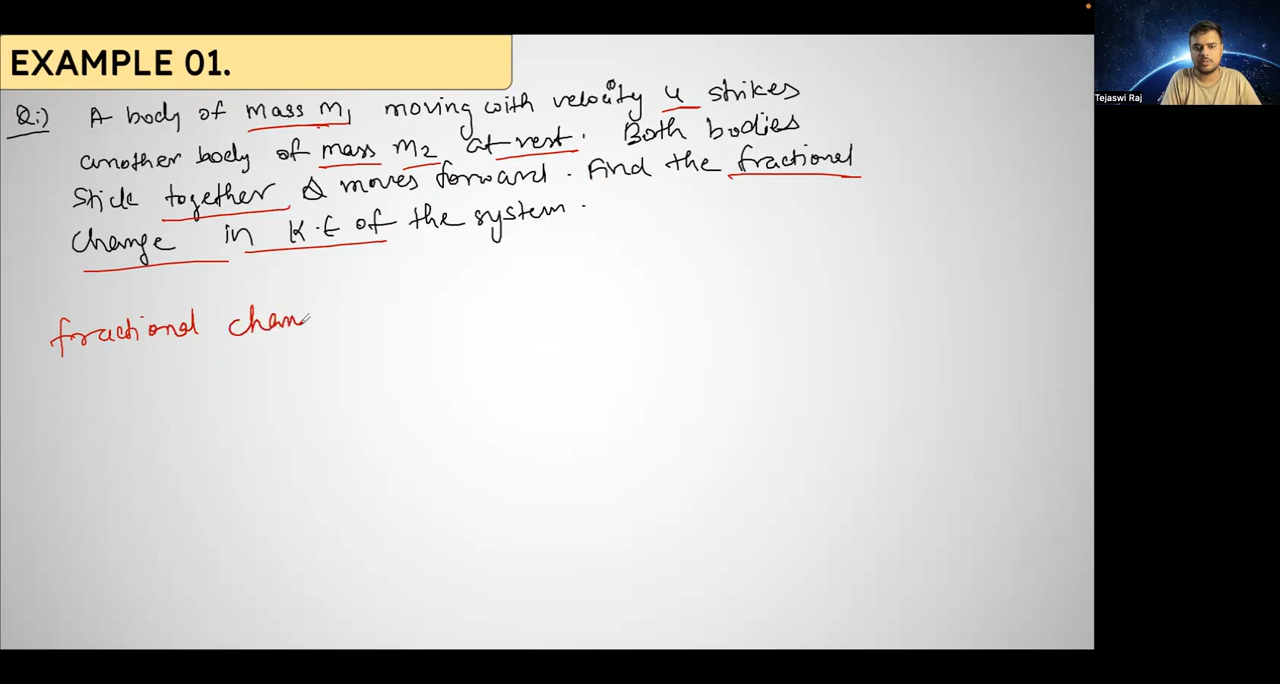 EXAMPLE 01.
Q:) A body of mass m1 moving with velocity u strikes
another body of mass m2 at rest. Both bodies
stick together & moves forward. Find the fractional
change in K.E of the system.
fractional chan
Tejaswi Raj